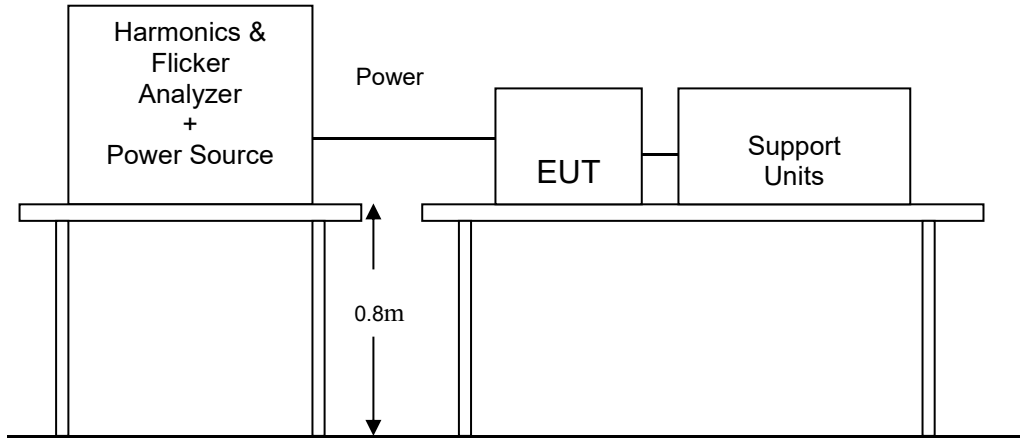 Harmonics &
Flicker
Analyzer
+
Power Source
Power
EUT
Support
Units
0.8m